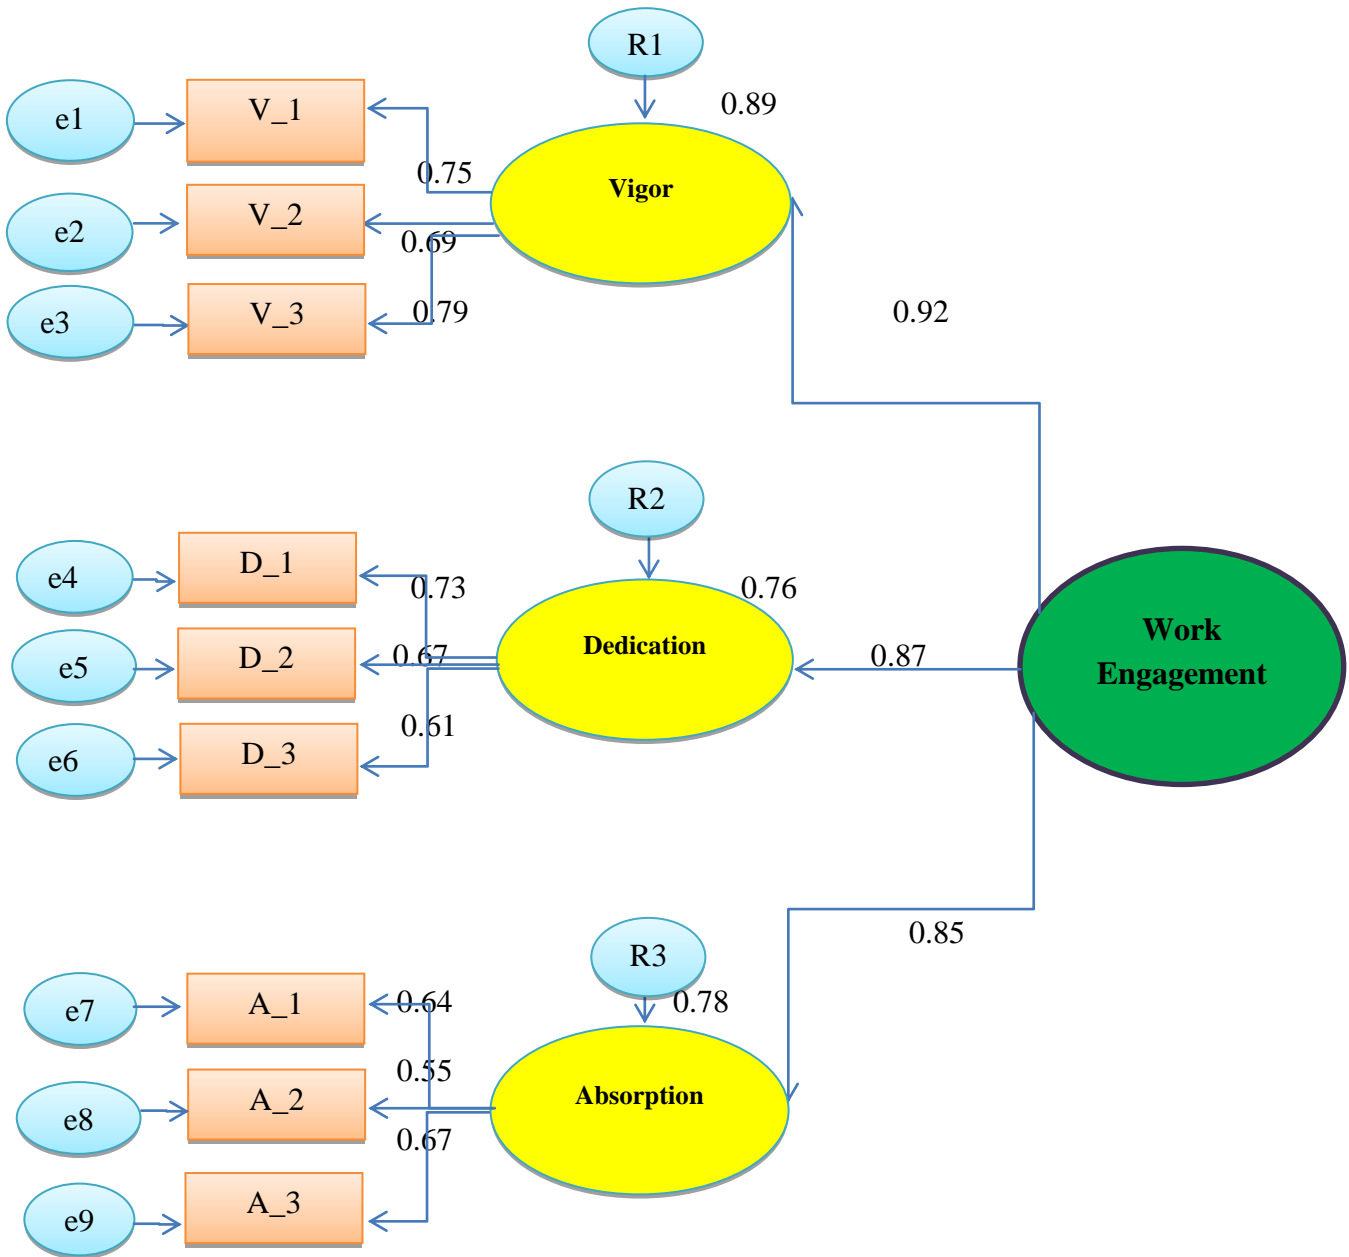 R1
0.89
e1
V_1
0.75
Vigor
e2
V_2
0.69
e3
V_3
0.79
0.92
R2
e4
D_1
0.73
0.76
e5
D_2
0.67
Dedication
0.87
Work
Engagement
e6
D_3
0.61
0.85
R3
e7
A_1
0.64
0.78
0.55
e8
A_2
Absorption
0.67
e9
A_3